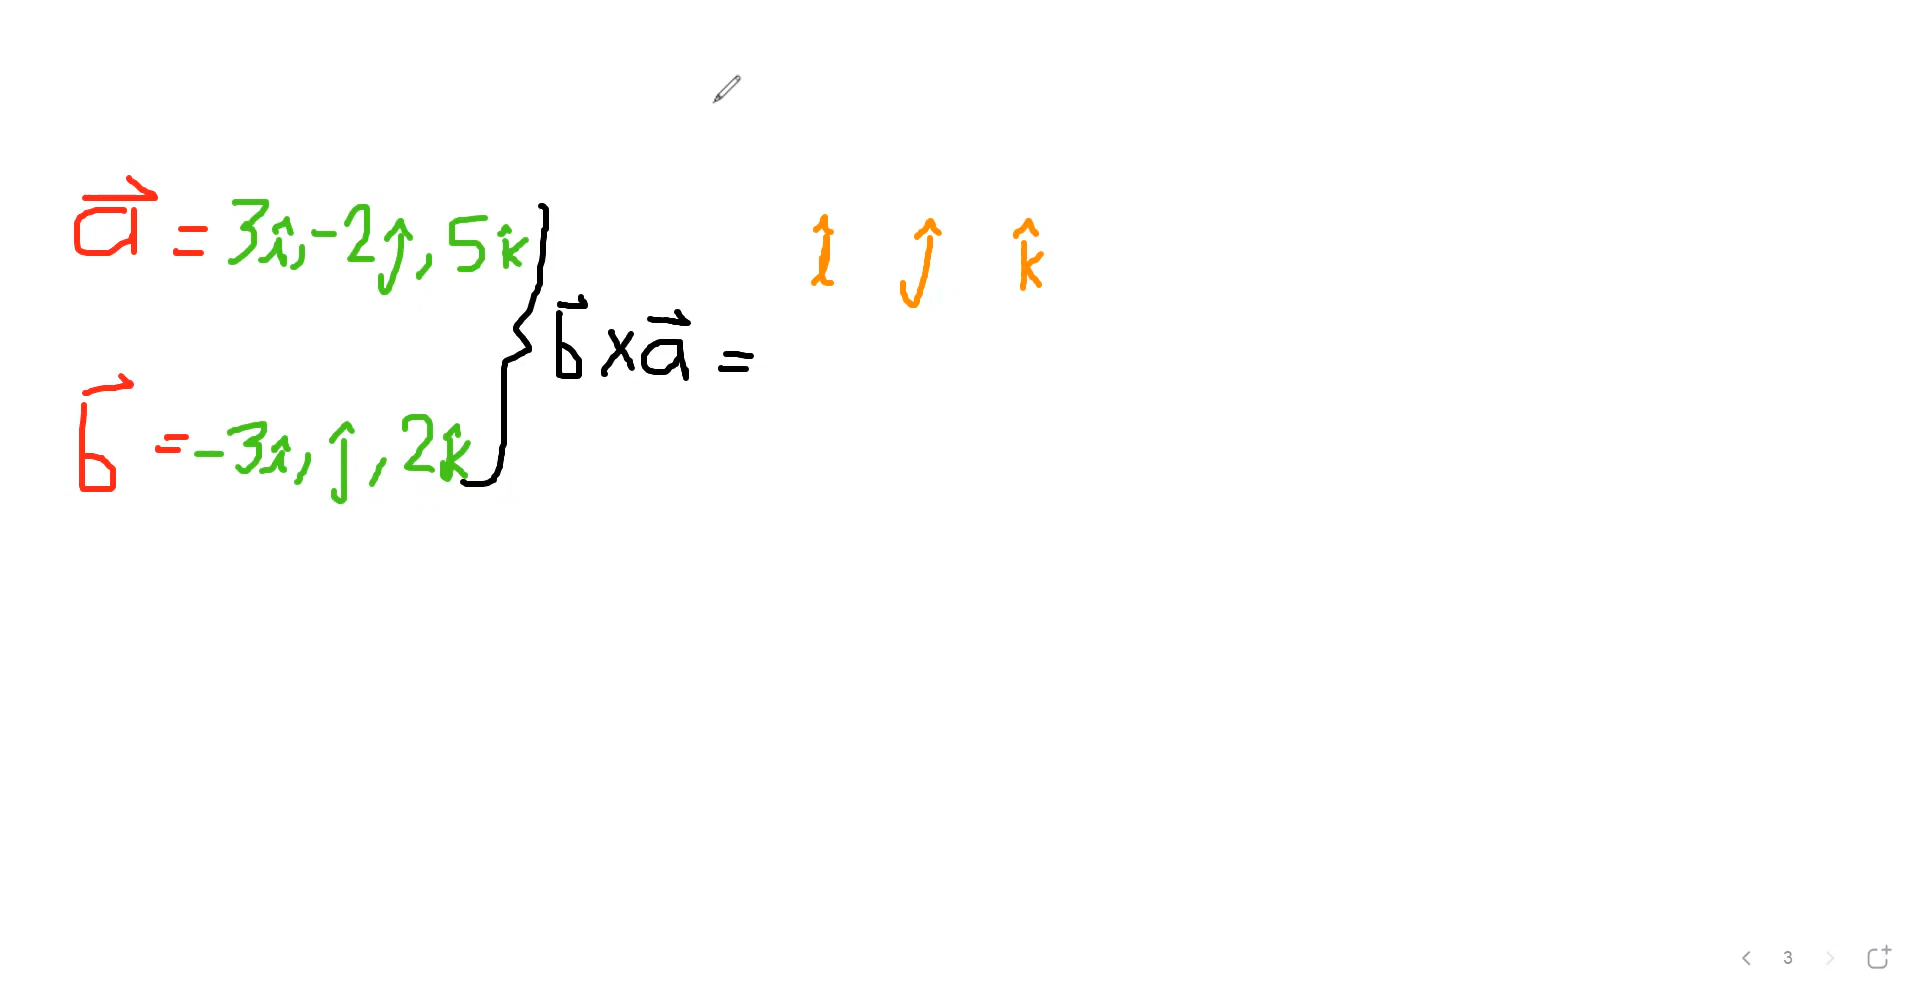 a⃗ = 3î, -2ĵ, 5k̂
î ĵ k̂
b⃗ × a⃗ =
b⃗ = -3î, ĵ, 2k̂
3